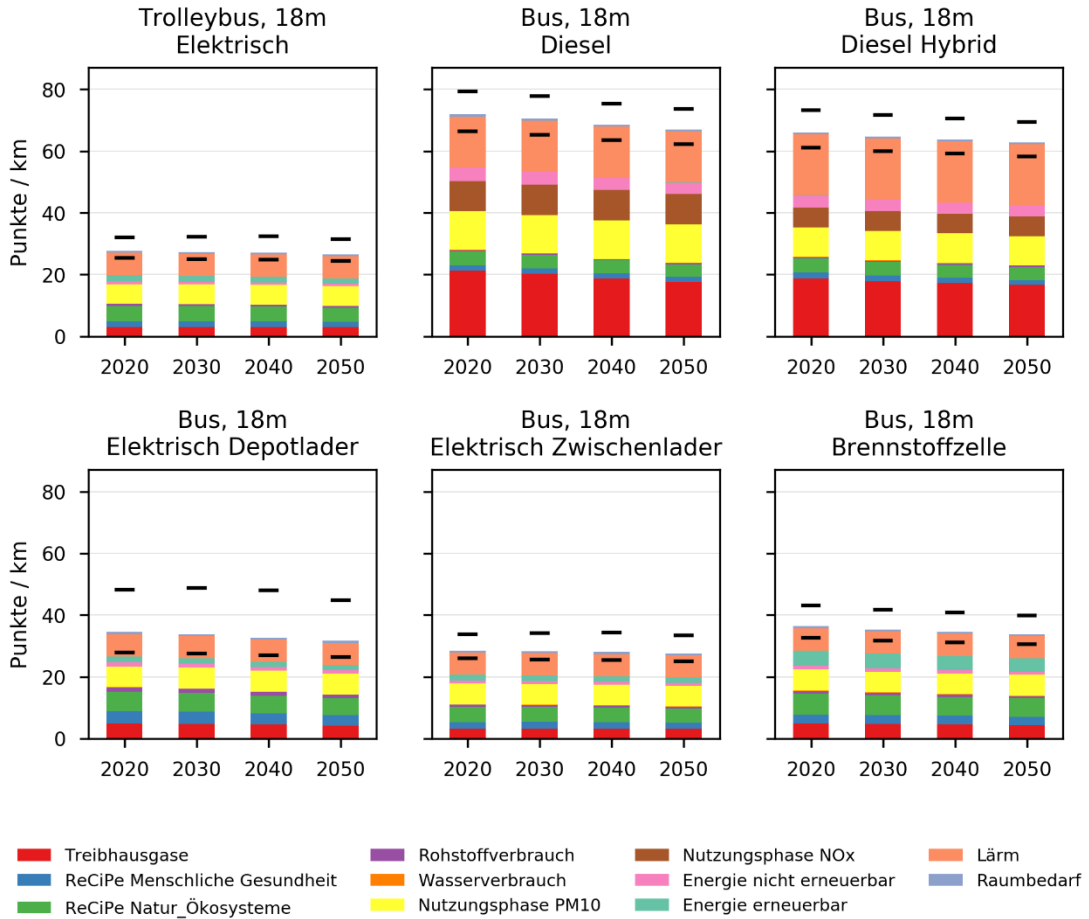 Trolleybus, 18m
Elektrisch
Bus, 18m
Diesel
Bus, 18m
Diesel Hybrid
Punkte / km
80
60
40
20
0
2020 2030 2040 2050
2020 2030 2040 2050
2020 2030 2040 2050
Bus, 18m
Elektrisch Depotlader
Bus, 18m
Elektrisch Zwischenlader
Bus, 18m
Brennstoffzelle
Punkte / km
80
60
40
20
0
2020 2030 2040 2050
2020 2030 2040 2050
2020 2030 2040 2050
Treibhausgase
ReCiPe Menschliche Gesundheit
ReCiPe Natur_Ökosysteme
Rohstoffverbrauch
Wasserverbrauch
Nutzungsphase PM10
Nutzungsphase NOx
Energie nicht erneuerbar
Energie erneuerbar
Lärm
Raumbedarf